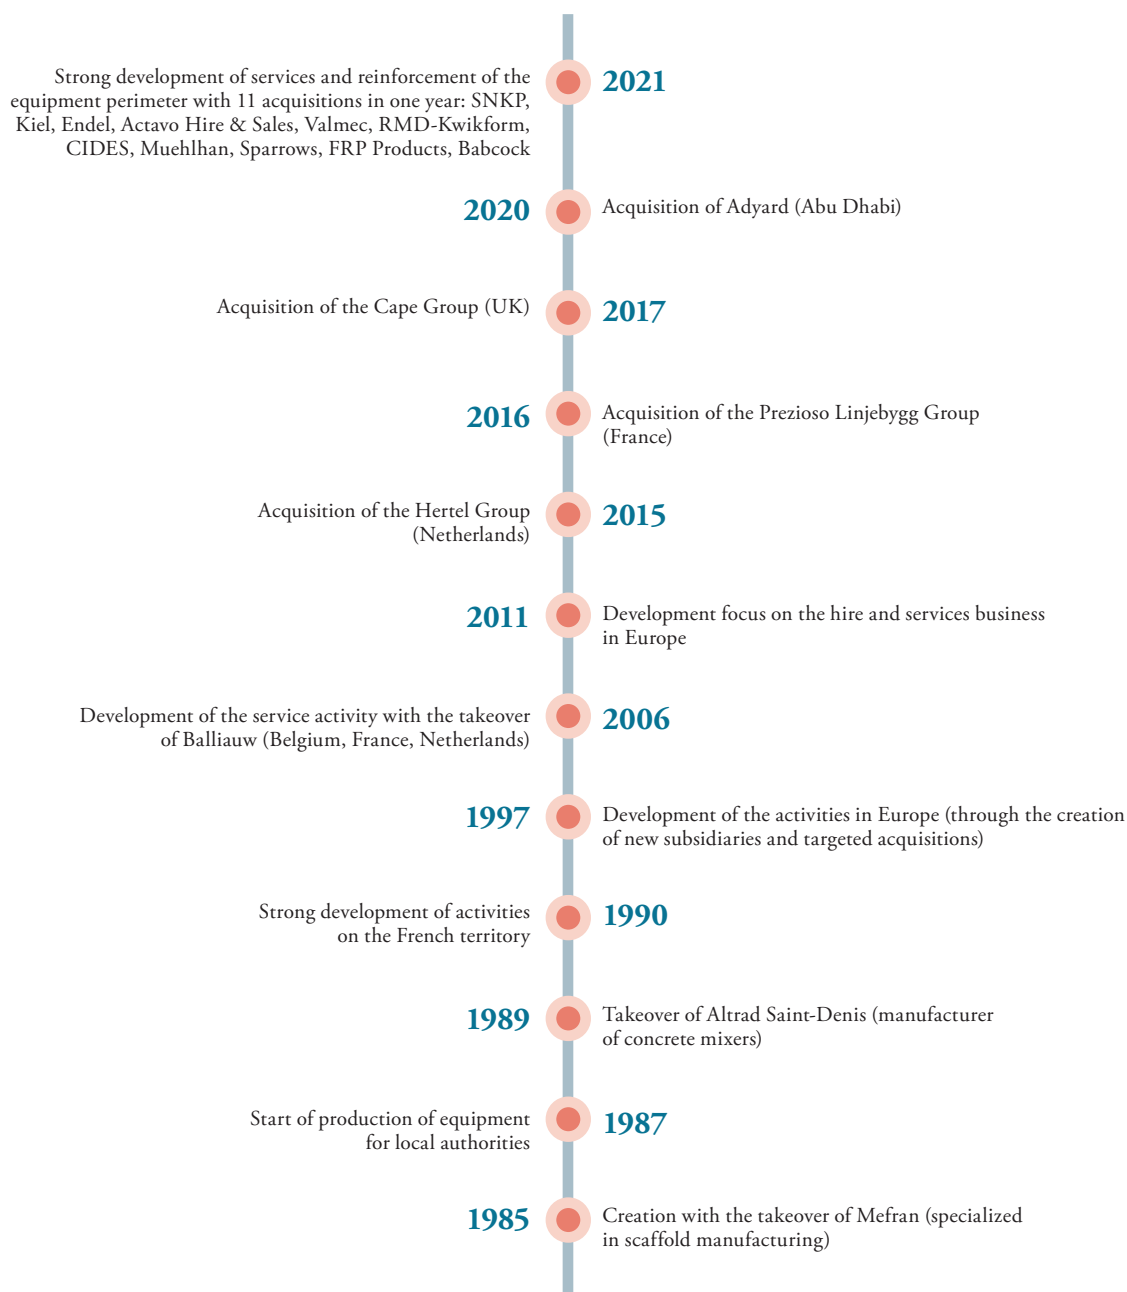 Strong development of services and reinforcement of the
equipment perimeter with 11 acquisitions in one year: SNKP,
Kiel, Endel, Actavo Hire & Sales, Valmec, RMD-Kwikform,
CIDES, Muehlhan, Sparrows, FRP Products, Babcock
2021
2020
Acquisition of Adyard (Abu Dhabi)
Acquisition of the Cape Group (UK)
2017
2016
Acquisition of the Prezioso Linjebygg Group
(France)
Acquisition of the Hertel Group
(Netherlands)
2015
2011
Development focus on the hire and services business
in Europe
Development of the service activity with the takeover
of Balliauw (Belgium, France, Netherlands)
2006
1997
Development of the activities in Europe (through the creation
of new subsidiaries and targeted acquisitions)
Strong development of activities
on the French territory
1990
1989
Takeover of Altrad Saint-Denis (manufacturer
of concrete mixers)
Start of production of equipment
for local authorities
1987
1985
Creation with the takeover of Mefran (specialized
in scaffold manufacturing)